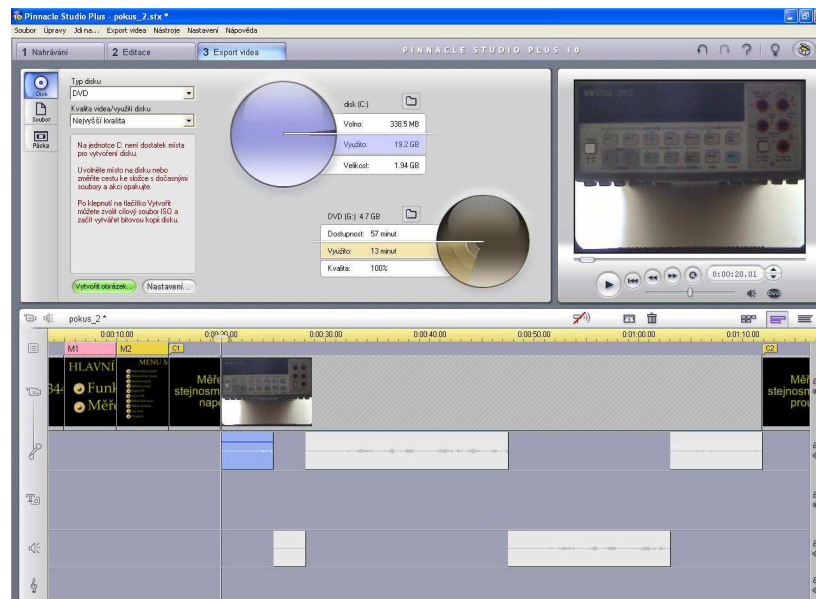 Pinnacle Studio Plus - pokus_2.stx *
Soubor Úpravy Jdi na... Export videa Nástroje Nastavení Nápověda
1 Nahrávání 2 Editace 3 Export videa PINNACLE STUDIO PLUS 10
Disk
Soubor
Páska
Typ disku
DVD
Kvalita videa/využití disku
Nejvyšší kvalita
Na jednotce C: není dostatek místa
pro vytvoření disku.
Uvolněte místo na disku nebo
změňte cestu ke složce s dočasnými
soubory a akci opakujte.
Po klepnutí na tlačítko Vytvořit
můžete zvolit cílový soubor ISO a
začít vytvářet bitovou kopii disku.
Vytvořit obrázek... Nastavení...
disk (C:)
Volno: 338.5 MB
Využito: 19.2 GB
Velikost: 1.94 GB
DVD (G:) 4.7 GB
Dostupnost: 57 minut
Využito: 13 minut
Kvalita: 100%
0:00:20.01
DVD
pokus_2 *
0:00:10.00 0:00:20.00 0:00:30.00 0:00:40.00 0:00:50.00 0:01:00.00 0:01:10.00
M1 M2 C1 C2
HLAVNÍ MENU M
Funk
Měře
Měře
stejnosm
napě
Měř
stejnosm
prou